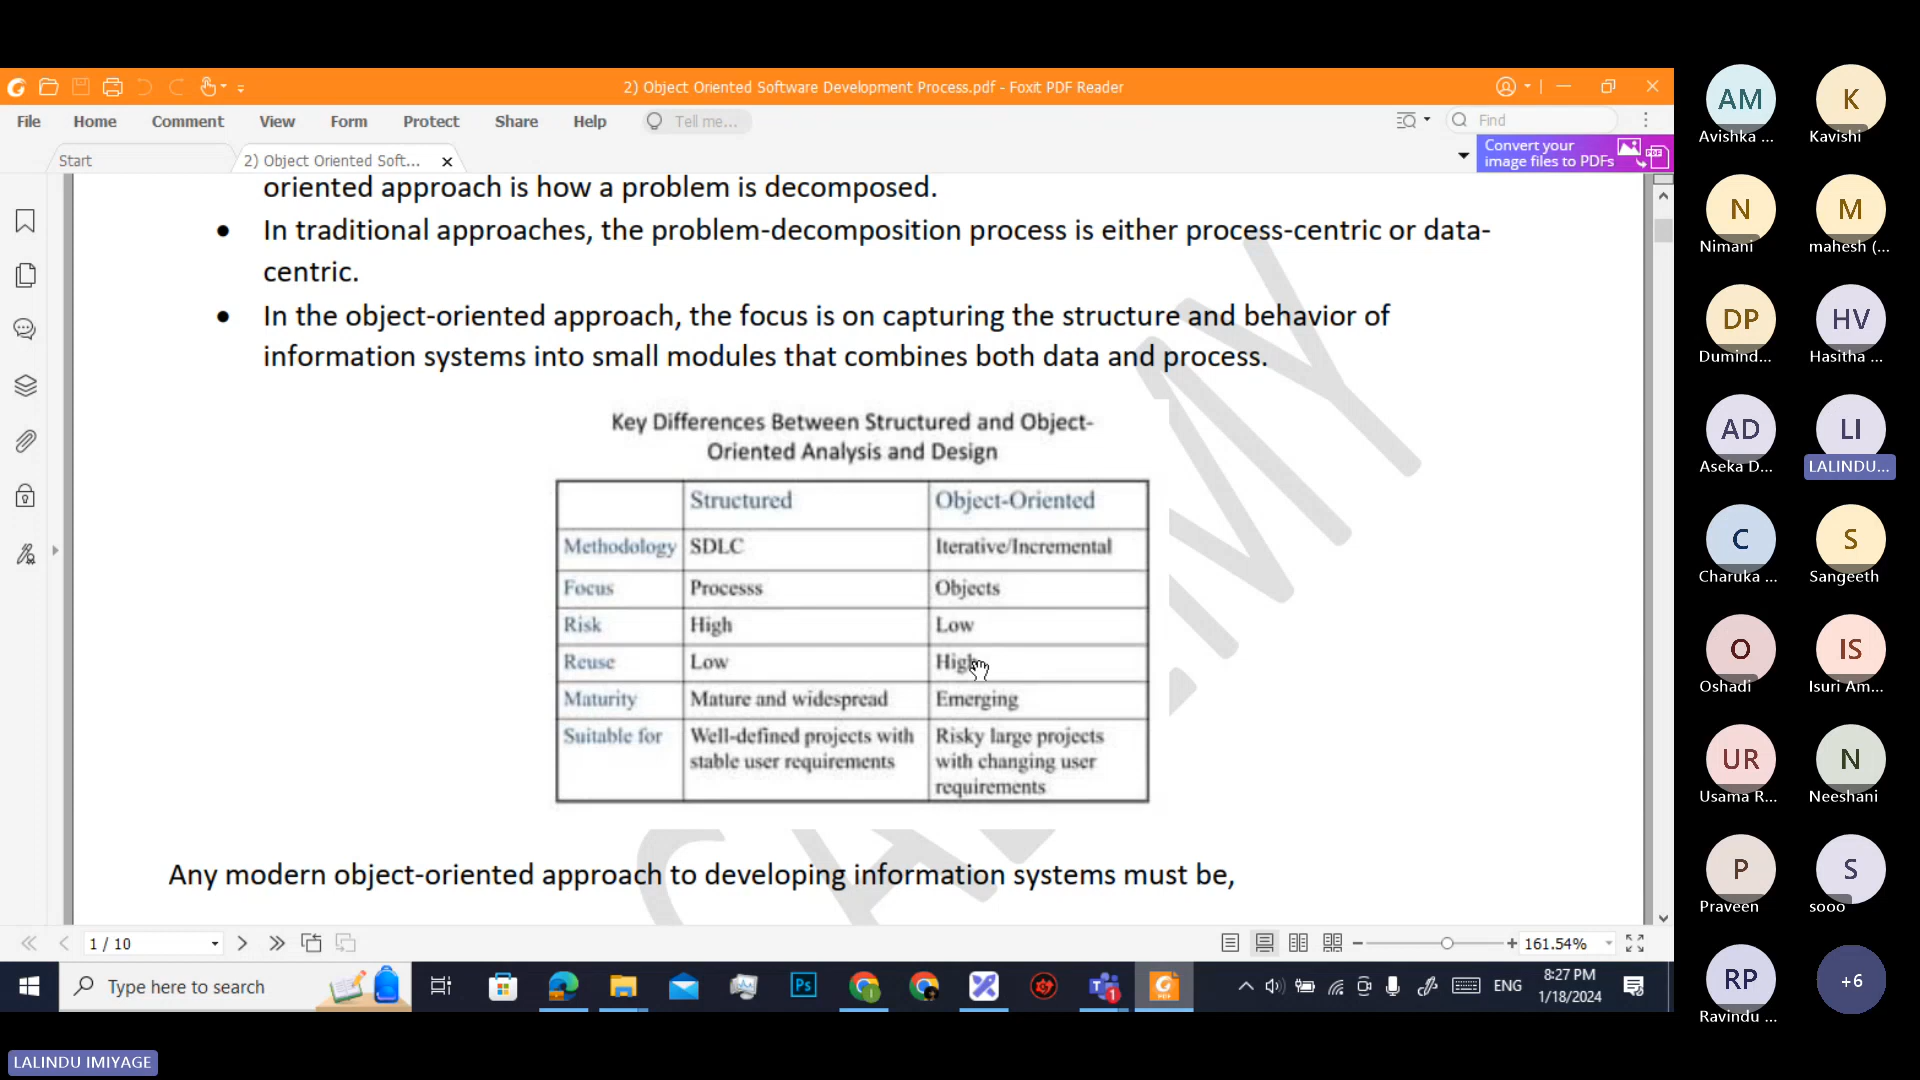 2) Object Oriented Software Development Process.pdf - Foxit PDF Reader
File Home Comment View Form Protect Share Help Tell me... Find
Start 2) Object Oriented Soft... Convert your
image files to PDFs
oriented approach is how a problem is decomposed.
• In traditional approaches, the problem-decomposition process is either process-centric or data-
centric.
• In the object-oriented approach, the focus is on capturing the structure and behavior of
information systems into small modules that combines both data and process.
Key Differences Between Structured and Object-
Oriented Analysis and Design
Structured Object-Oriented
Methodology SDLC Iterative/Incremental
Focus Processs Objects
Risk High Low
Reuse Low High
Maturity Mature and widespread Emerging
Suitable for Well-defined projects with Risky large projects
stable user requirements with changing user
requirements
Any modern object-oriented approach to developing information systems must be,
1 / 10 161.54%
Type here to search Ps 1 ENG 8:27 PM
1/18/2024
LALINDU IMIYAGE
AM K
Avishka ... Kavishi
N M
Nimani mahesh (...
DP HV
Dumind... Hasitha ...
AD LI
Aseka D... LALINDU...
C S
Charuka ... Sangeeth
O IS
Oshadi Isuri Am...
UR N
Usama R... Neeshani
P S
Praveen sooo
RP +6
Ravindu ...